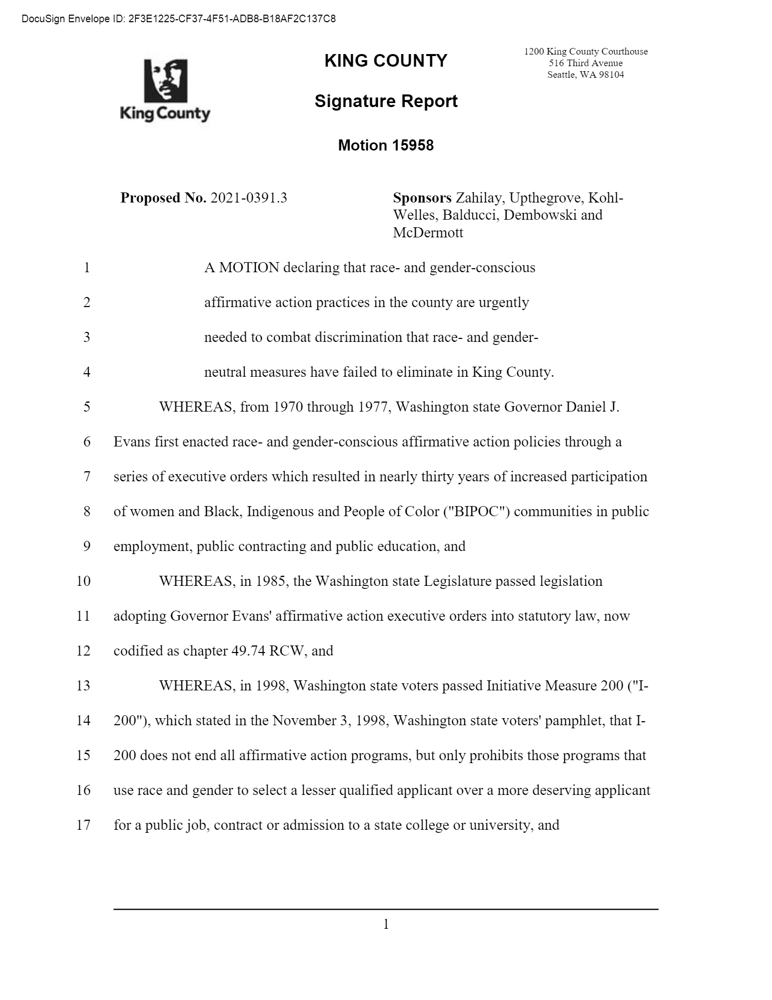 DocuSign Envelope ID: 2F3E1225-CF37-4F51-ADB8-B18AF2C137C8
King County
KING COUNTY
Signature Report
Motion 15958
1200 King County Courthouse
516 Third Avenue
Seattle, WA 98104
Proposed No. 2021-0391.3
Sponsors Zahilay, Upthegrove, Kohl-
Welles, Balducci, Dembowski and
McDermott
1 A MOTION declaring that race- and gender-conscious
2 affirmative action practices in the county are urgently
3 needed to combat discrimination that race- and gender-
4 neutral measures have failed to eliminate in King County.
5 WHEREAS, from 1970 through 1977, Washington state Governor Daniel J.
6 Evans first enacted race- and gender-conscious affirmative action policies through a
7 series of executive orders which resulted in nearly thirty years of increased participation
8 of women and Black, Indigenous and People of Color ("BIPOC") communities in public
9 employment, public contracting and public education, and
10 WHEREAS, in 1985, the Washington state Legislature passed legislation
11 adopting Governor Evans' affirmative action executive orders into statutory law, now
12 codified as chapter 49.74 RCW, and
13 WHEREAS, in 1998, Washington state voters passed Initiative Measure 200 ("I-
14 200"), which stated in the November 3, 1998, Washington state voters' pamphlet, that I-
15 200 does not end all affirmative action programs, but only prohibits those programs that
16 use race and gender to select a lesser qualified applicant over a more deserving applicant
17 for a public job, contract or admission to a state college or university, and
1